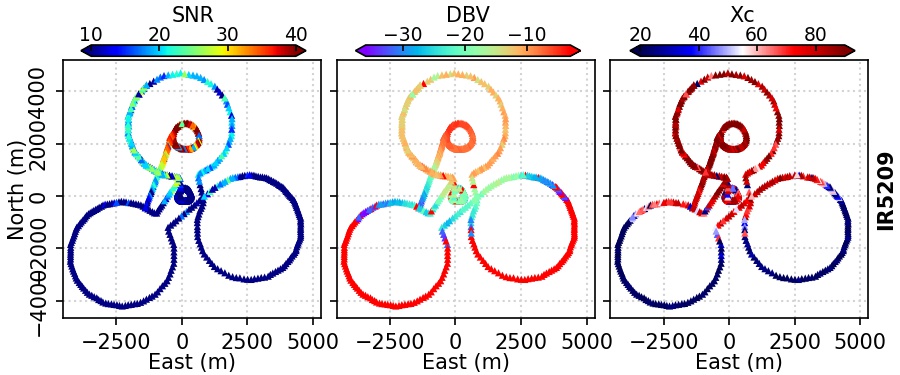 SNR DBV Xc
10 20 30 40 −30 −20 −10 20 40 60 80
4000
2000
0
−2000
−4000
North (m)
IR5209
−2500 0 2500 5000 −2500 0 2500 5000 −2500 0 2500 5000
East (m) East (m) East (m)